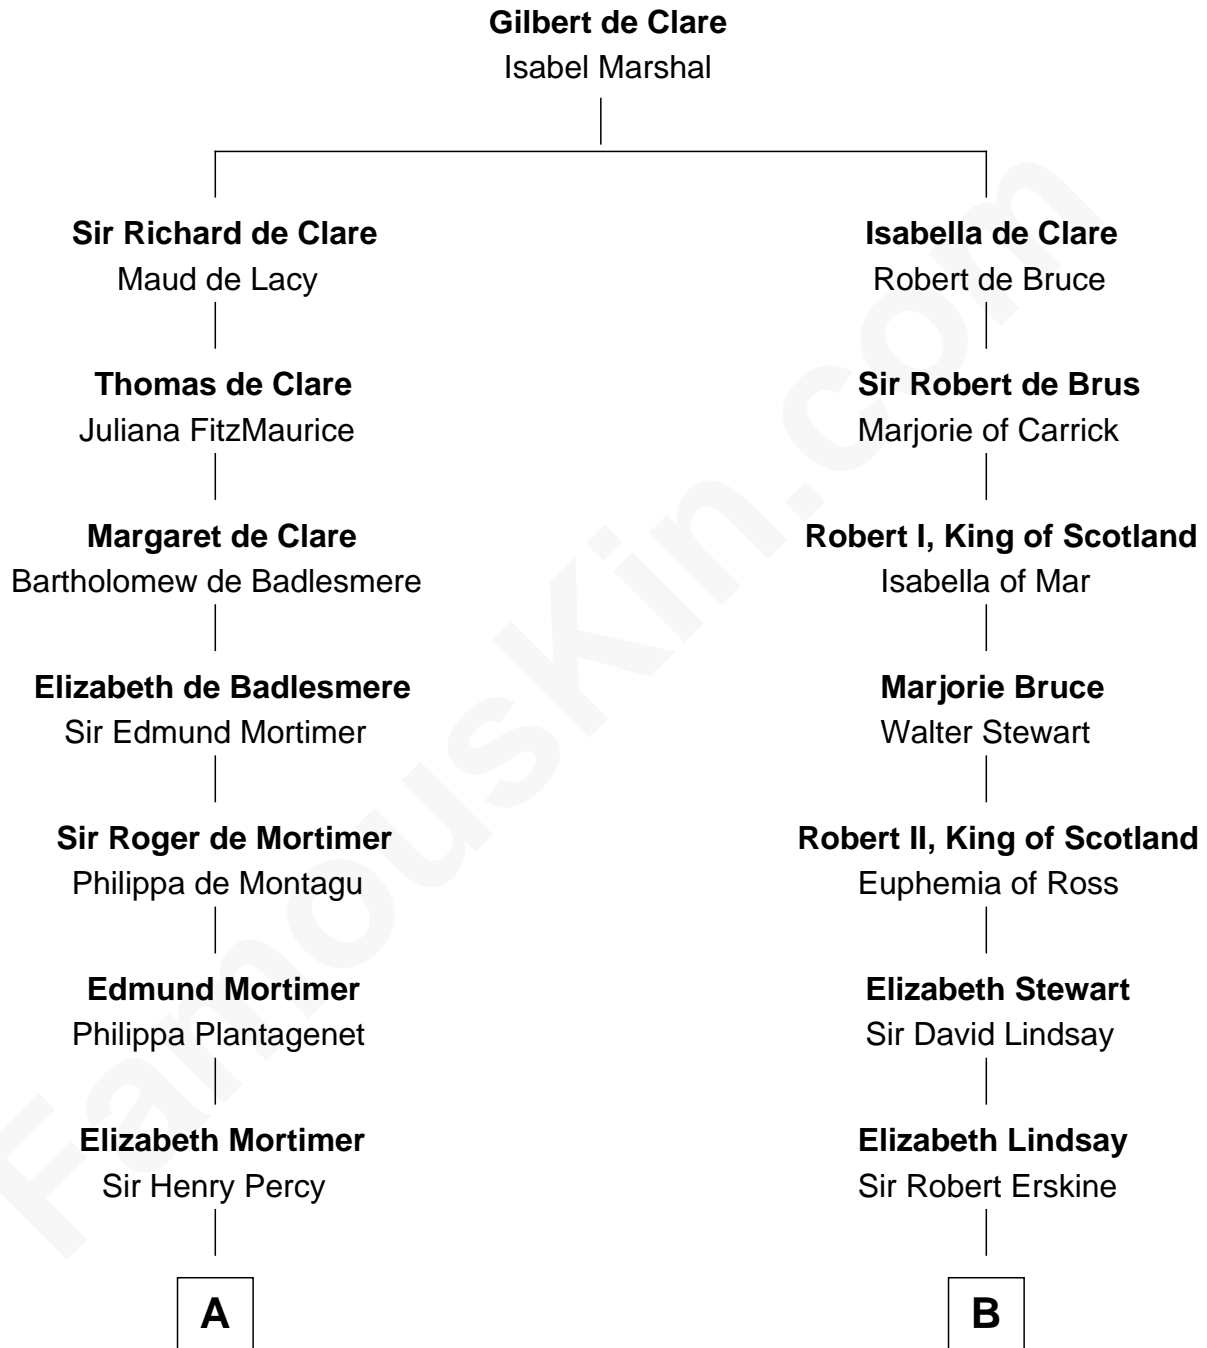 Gilbert de Clare
Isabel Marshal
Sir Richard de Clare
Maud de Lacy
Thomas de Clare
Juliana FitzMaurice
Margaret de Clare
Bartholomew de Badlesmere
Elizabeth de Badlesmere
Sir Edmund Mortimer
Sir Roger de Mortimer
Philippa de Montagu
Edmund Mortimer
Philippa Plantagenet
Elizabeth Mortimer
Sir Henry Percy
A
Isabella de Clare
Robert de Bruce
Sir Robert de Brus
Marjorie of Carrick
Robert I, King of Scotland
Isabella of Mar
Marjorie Bruce
Walter Stewart
Robert II, King of Scotland
Euphemia of Ross
Elizabeth Stewart
Sir David Lindsay
Elizabeth Lindsay
Sir Robert Erskine
B
FamousKin.com